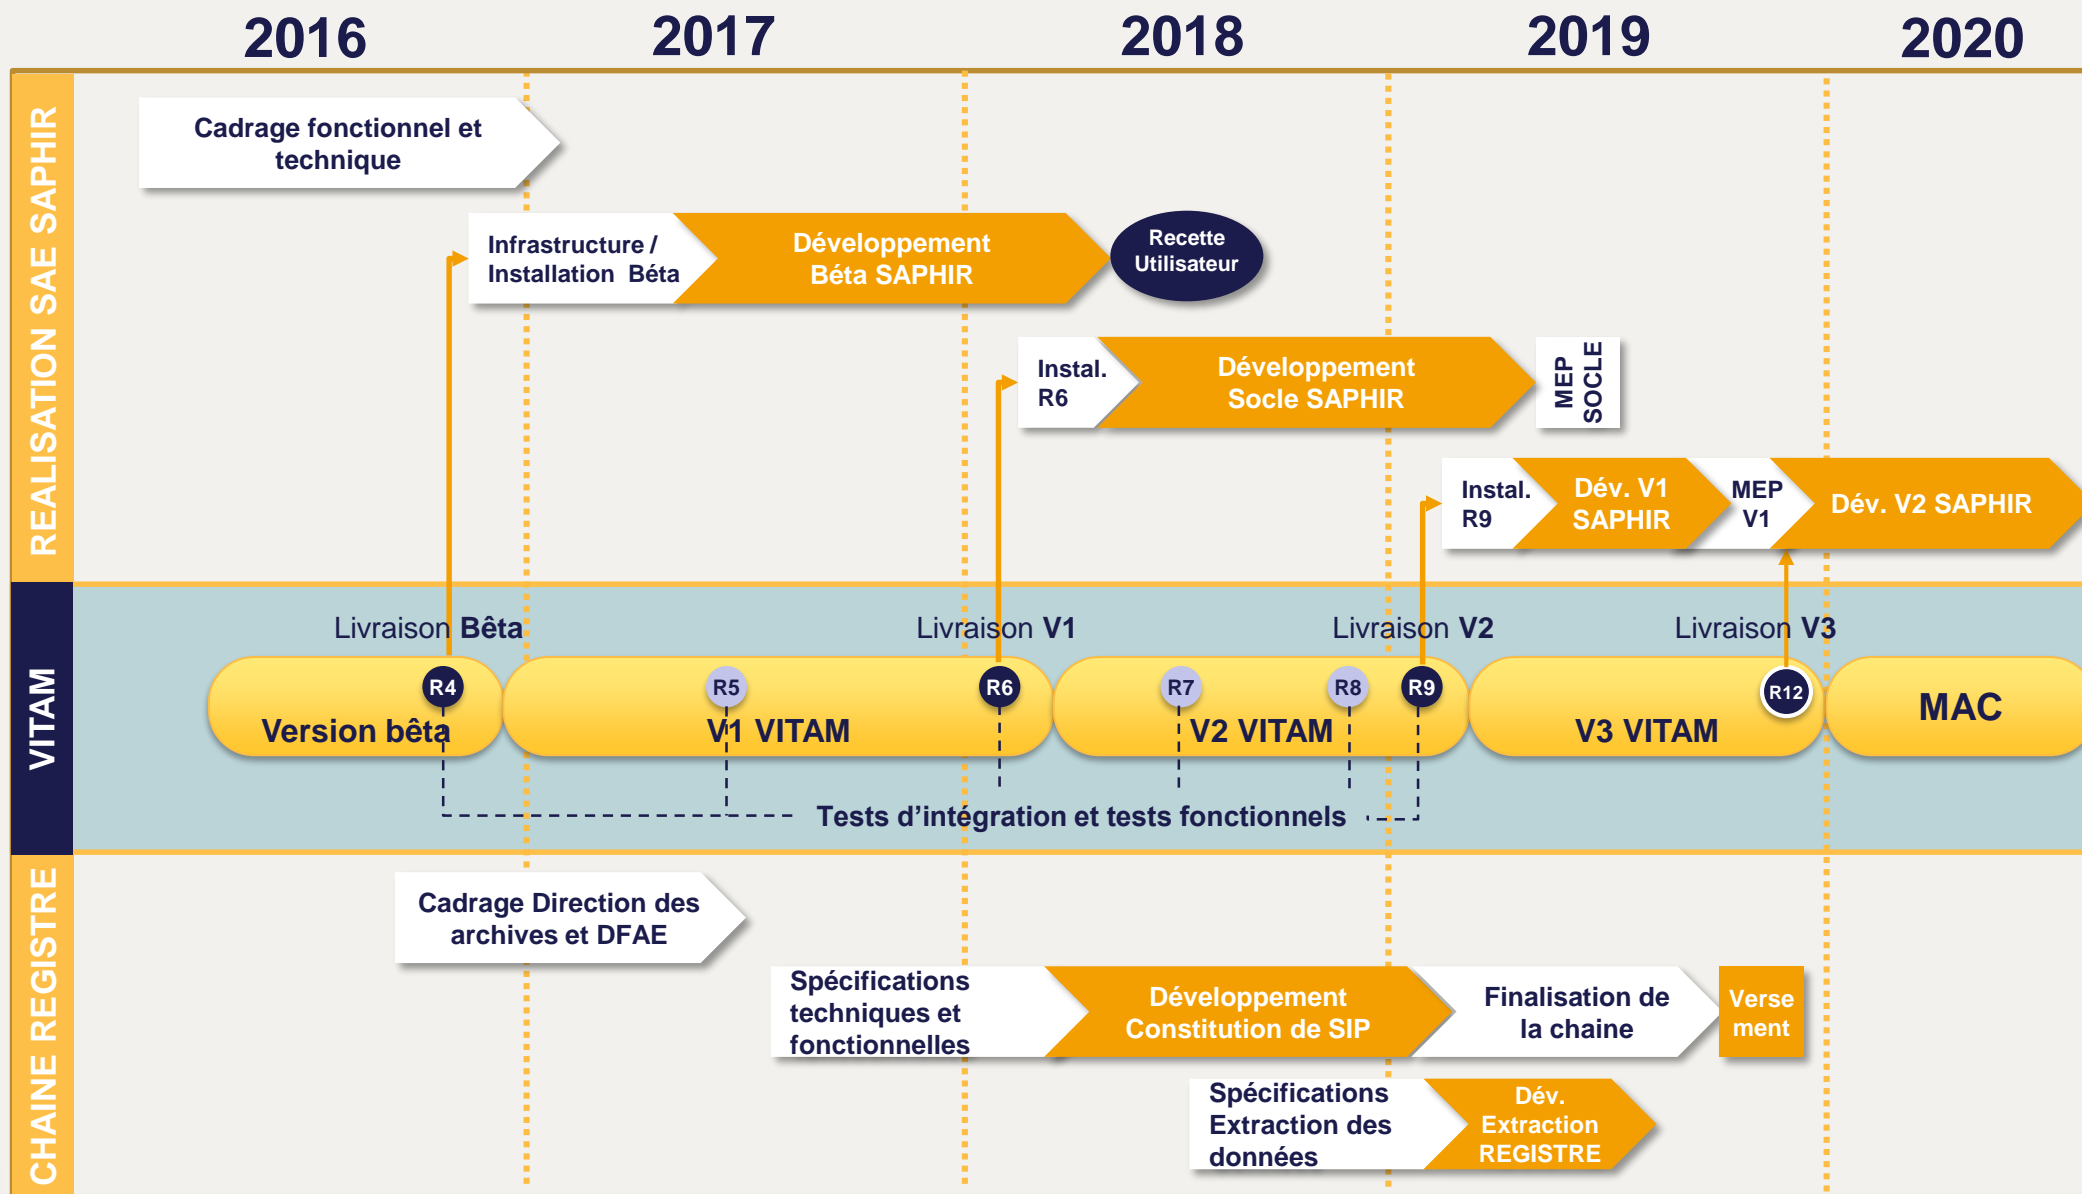 2016
2017
2018
2019
2020
REALISATION SAE SAPHIR
Cadrage fonctionnel et
technique
Infrastructure /
Installation Béta
Développement
Béta SAPHIR
Recette
Utilisateur
Instal.
R6
Développement
Socle SAPHIR
MEP
SOCLE
Instal.
R9
Dév. V1
SAPHIR
MEP
V1
Dév. V2 SAPHIR
VITAM
Livraison Bêta
Livraison V1
Livraison V2
Livraison V3
R4
R5
R6
R7
R8
R9
R12
Version bêta
V1 VITAM
V2 VITAM
V3 VITAM
MAC
Tests d’intégration et tests fonctionnels
CHAINE REGISTRE
Cadrage Direction des
archives et DFAE
Spécifications
techniques et
fonctionnelles
Développement
Constitution de SIP
Finalisation de
la chaine
Verse
ment
Spécifications
Extraction des
données
Dév.
Extraction
REGISTRE